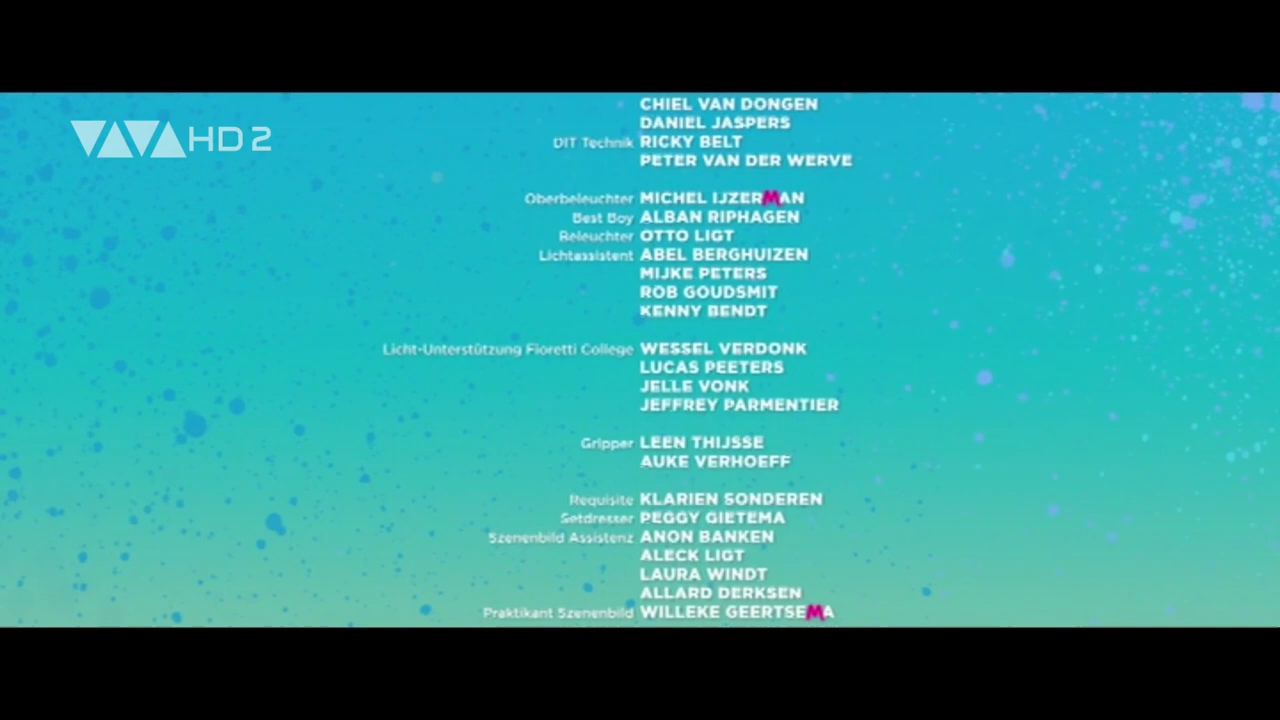 VAVA HD 2
CHIEL VAN DONGEN
DANIEL JASPERS
DIT Technik RICKY BELT
PETER VAN DER WERVE
Oberbeleuchter MICHEL IJZERMAN
Best Boy ALBAN RIPHAGEN
Beleuchter OTTO LIGT
Lichtassistent ABEL BERGHUIZEN
MIJKE PETERS
ROB GOUDSMIT
KENNY BENDT
Licht-Unterstützung Fioretti College WESSEL VERDONK
LUCAS PEETERS
JELLE VONK
JEFFREY PARMENTIER
Gripper LEEN THIJSSE
AUKE VERHOEFF
Requisite KLARIEN SONDEREN
Setdresser PEGGY GIETEMA
Szenenbild Assistenz ANON BANKEN
ALECK LIGT
LAURA WINDT
ALLARD DERKSEN
Praktikant Szenenbild WILLEKE GEERTSEMA